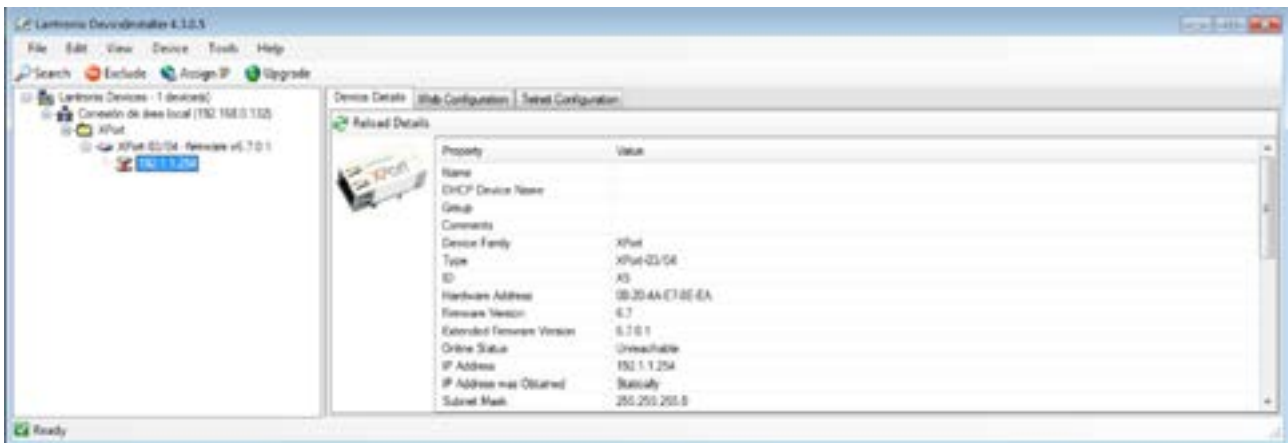 Lantronix DeviceInstaller 4.3.0.5
File Edit View Device Tools Help
Search Exclude Assign IP Upgrade
Lantronix Devices - 1 device(s)
Conexión de área local (192.168.0.132)
XPort
XPort-03/04 - firmware v6.7.0.1
192.1.1.254
Device Details Web Configuration Telnet Configuration
Reload Details
XPort
Property Value
Name
DHCP Device Name
Group
Comments
Device Family XPort
Type XPort-03/04
ID X5
Hardware Address 00-20-4A-E7-8E-EA
Firmware Version 6.7
Extended Firmware Version 6.7.0.1
Online Status Unreachable
IP Address 192.1.1.254
IP Address was Obtained Statically
Subnet Mask 255.255.255.0
Ready